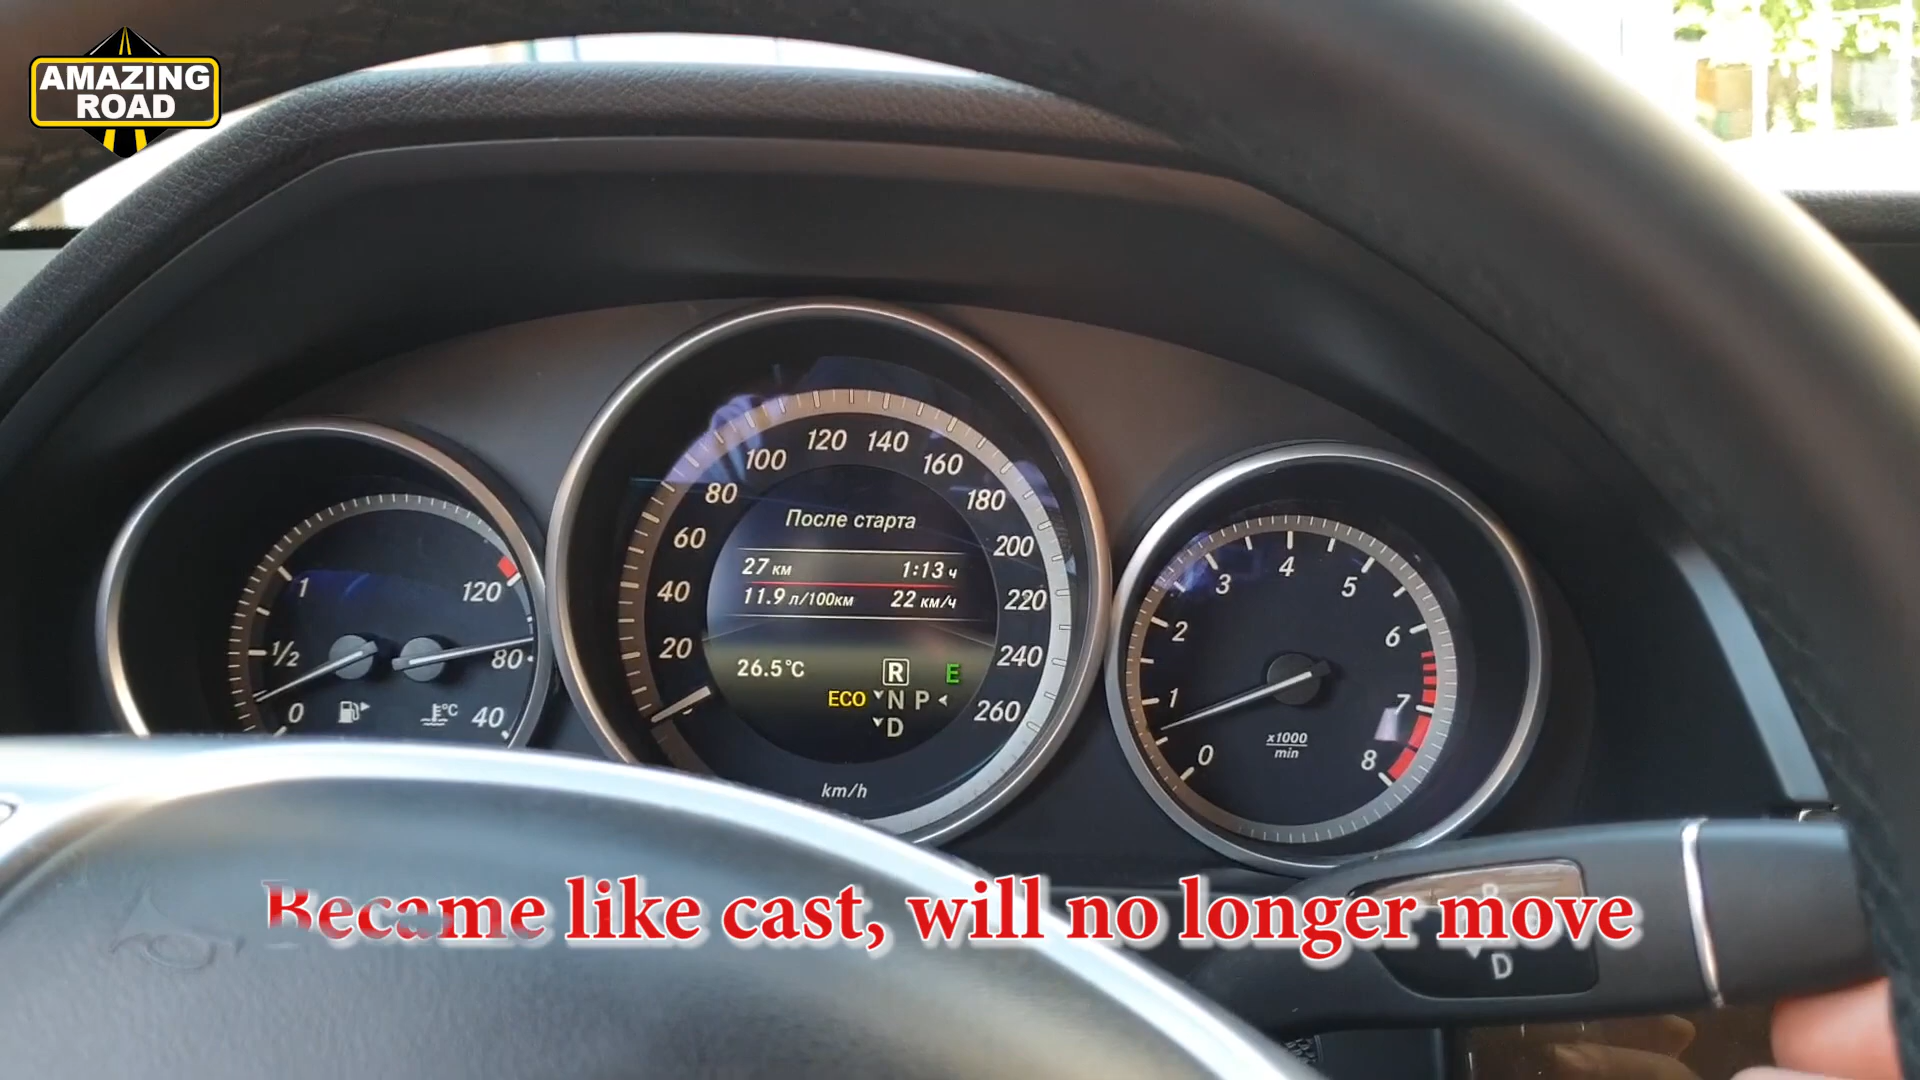 AMAZING
ROAD
120 140
100 160
80 180
60 200
40 220
20 240
260
После старта
27 км 1:13 ч
11.9 л/100км 22 км/ч
26.5°C R E
ECO N P
D
km/h
1 120
1/2 80
0 °C 40
4
3 5
2 6
1 7
0 8
x1000
min
Became like cast, will no longer move
R
D